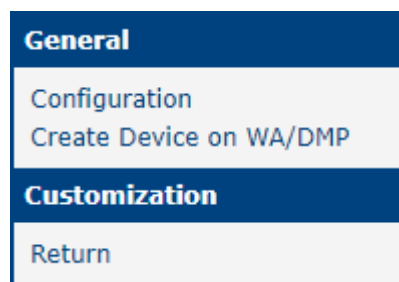 General
Configuration
Create Device on WA/DMP
Customization
Return